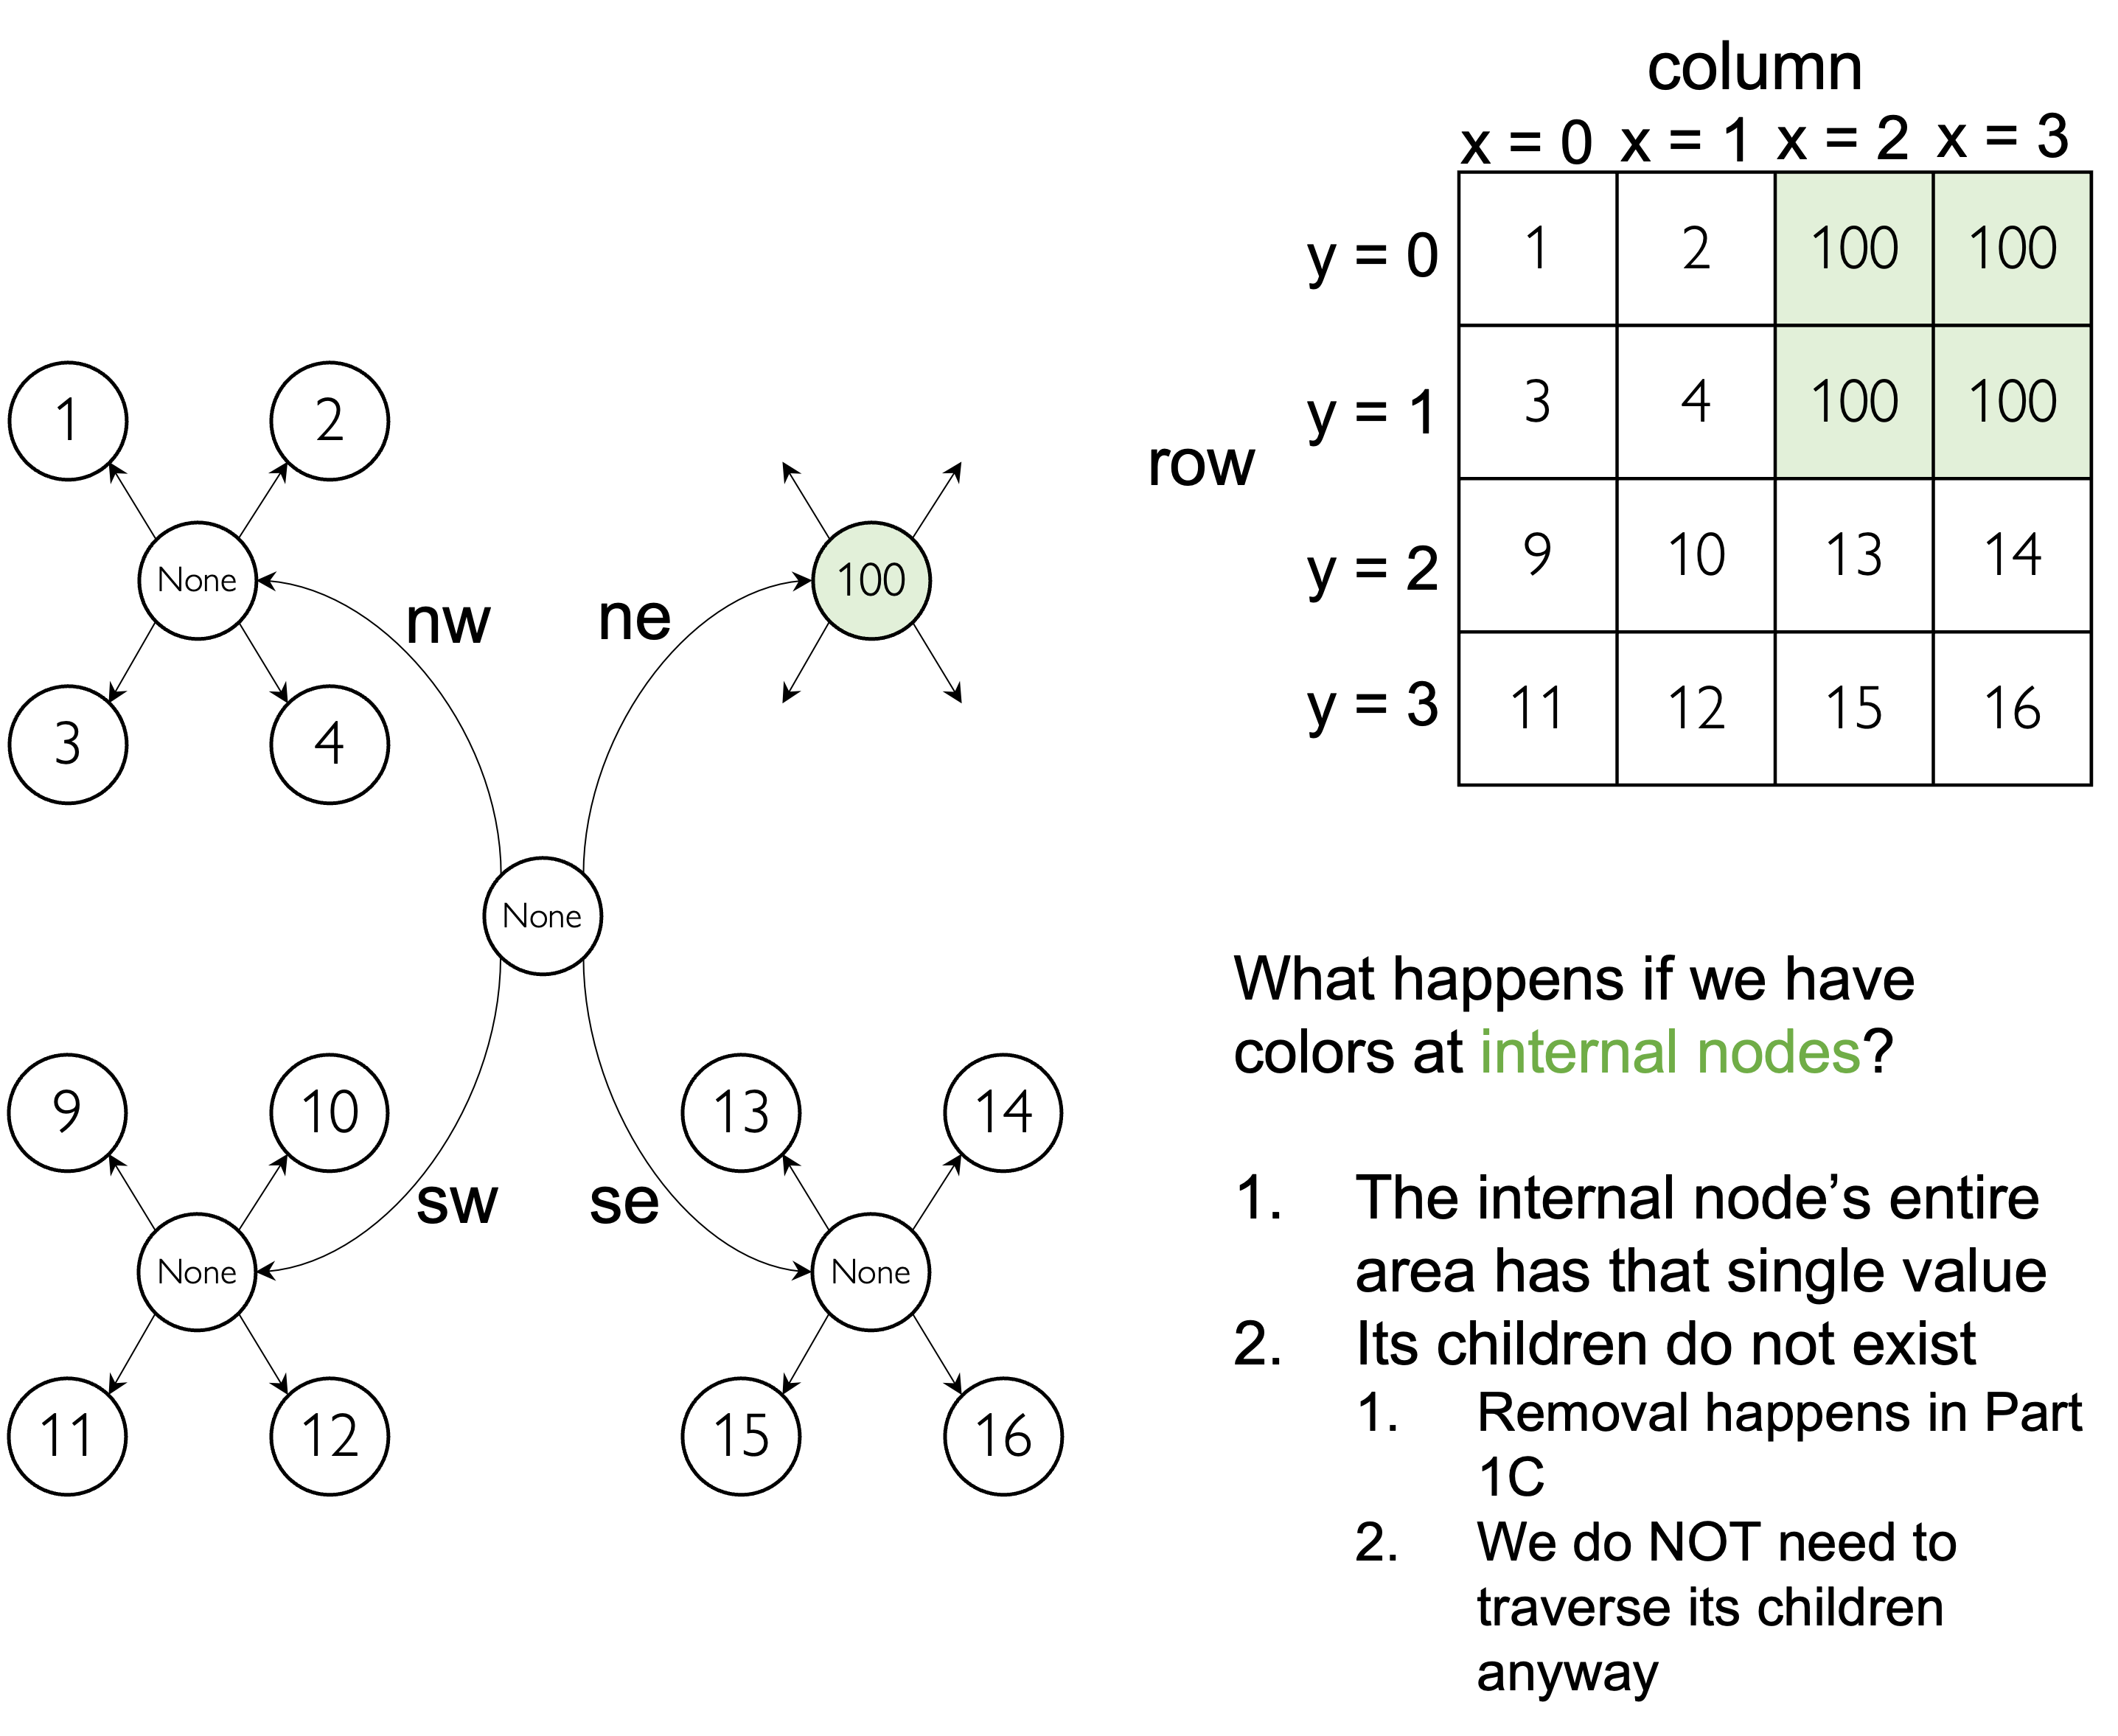 column
x = 0 x = 1 x = 2 x = 3
y = 0 1 2 100 100
y = 1 3 4 100 100
row
y = 2 9 10 13 14
y = 3 11 12 15 16
1 2
None
3 4
nw
ne
100
None
9 10
None
11 12
sw
se
13 14
None
15 16
What happens if we have
colors at internal nodes?
1. The internal node’s entire
area has that single value
2. Its children do not exist
1. Removal happens in Part
1C
2. We do NOT need to
traverse its children
anyway